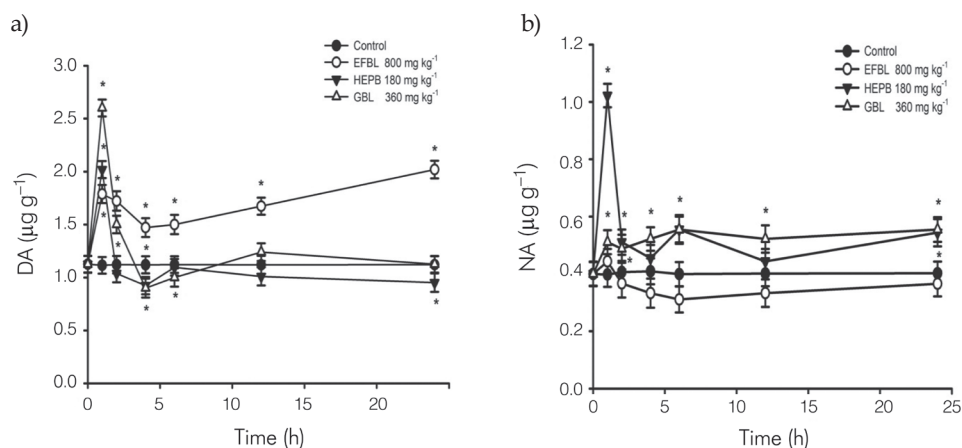 a)
Control
EFBL 800 mg kg⁻¹
HEPB 180 mg kg⁻¹
GBL 360 mg kg⁻¹
DA (µg g⁻¹)
3.0
2.5
2.0
1.5
1.0
0.5
0.0
* * * * * * * * * * * * * *
0 5 10 15 20
Time (h)
b)
Control
EFBL 800 mg kg⁻¹
HEPB 180 mg kg⁻¹
GBL 360 mg kg⁻¹
NA (µg g⁻¹)
1.2
1.0
0.8
0.6
0.4
0.2
0.0
* * * * * * * * *
0 5 10 15 20 25
Time (h)